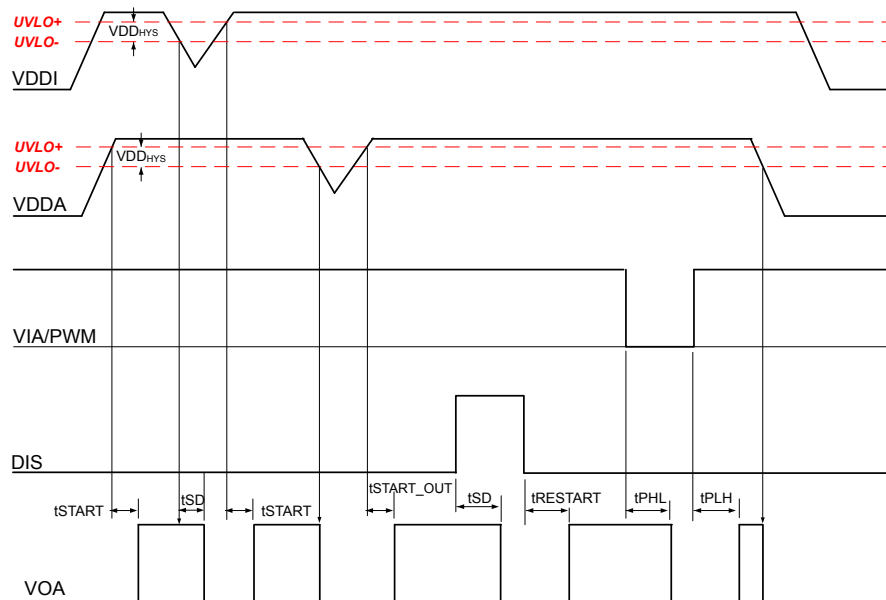 UVLO+
VDDHYS
UVLO-
VDDI
UVLO+
VDDHYS
UVLO-
VDDA
VIA/PWM
DIS
tSTART
tSD
tSTART
tSTART_OUT
tSD
tRESTART
tPHL
tPLH
VOA